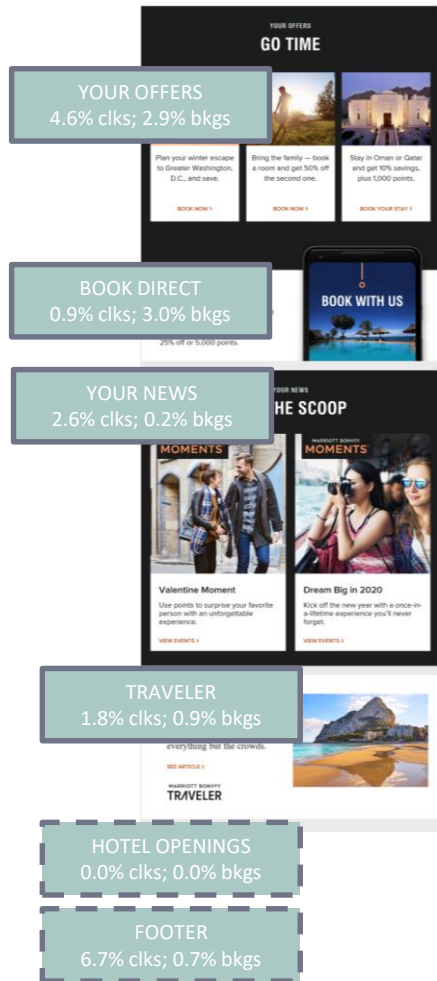 YOUR OFFERS
GO TIME
YOUR OFFERS
4.6% clks; 2.9% bkgs
Plan your winter escape
to Greater Washington,
D.C., and save.
BOOK NOW >
Bring the family — book
a room and get 50% off
the second one.
BOOK NOW >
Stay in Oman or Qatar
and get 10% savings,
plus 1,000 points.
BOOK YOUR STAY >
BOOK DIRECT
0.9% clks; 3.0% bkgs
25% off or 5,000 points.
BOOK WITH US
YOUR NEWS
2.6% clks; 0.2% bkgs
YOUR NEWS
HE SCOOP
MOMENTS
Valentine Moment
Use points to surprise your favorite
person with an unforgettable
experience.
VIEW EVENTS >
MARRIOTT BONVOY
MOMENTS
Dream Big in 2020
Kick off the new year with a once-in-
a-lifetime experience you'll never
forget.
VIEW EVENTS >
TRAVELER
1.8% clks; 0.9% bkgs
everything but the crowds.
SEE ARTICLE >
MARRIOTT BONVOY
TRAVELER
HOTEL OPENINGS
0.0% clks; 0.0% bkgs
FOOTER
6.7% clks; 0.7% bkgs